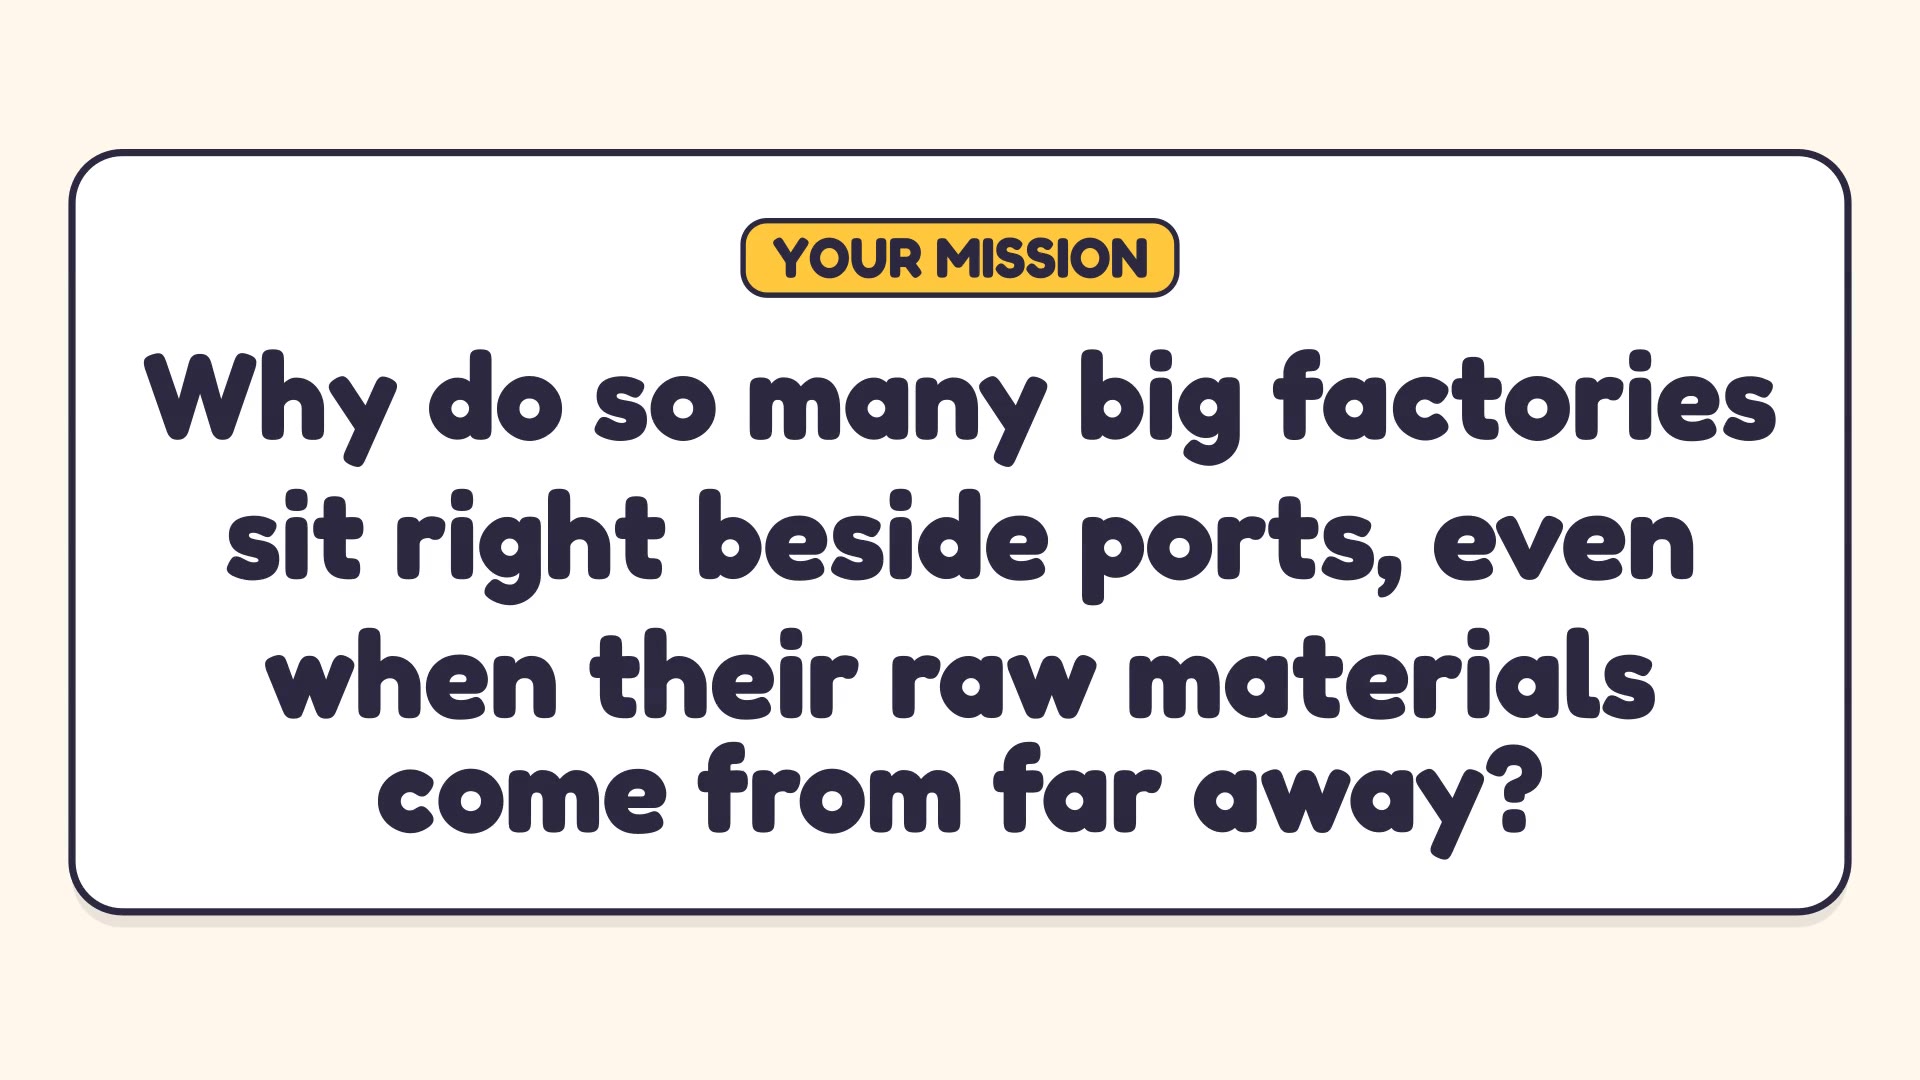 YOUR MISSION
Why do so many big factories
sit right beside ports, even
when their raw materials
come from far away?